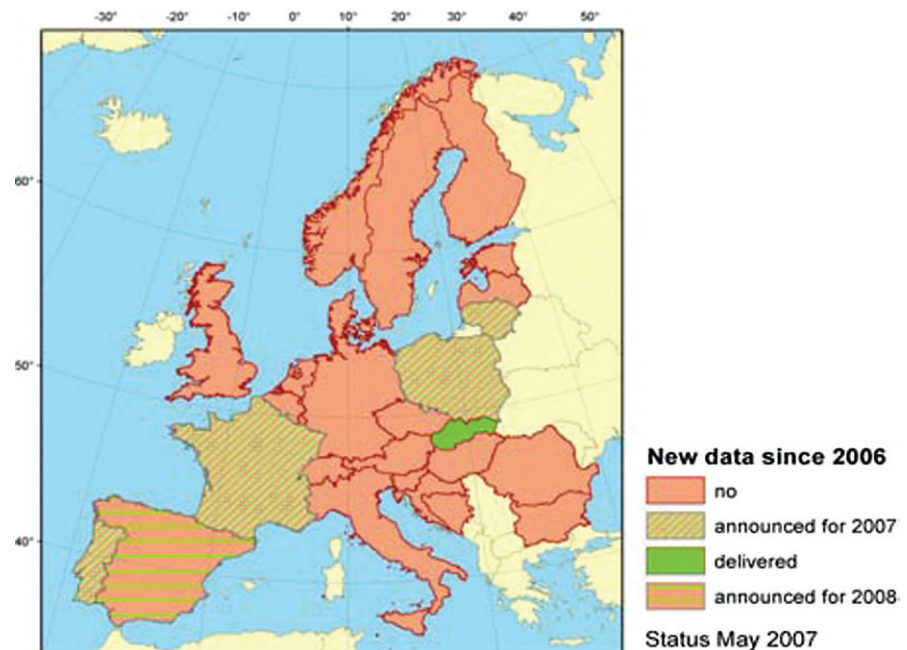 -30° -20° -10° 0° 10° 20° 30° 40° 50°
60°
50°
40°
New data since 2006
no
announced for 2007
delivered
announced for 2008
Status May 2007